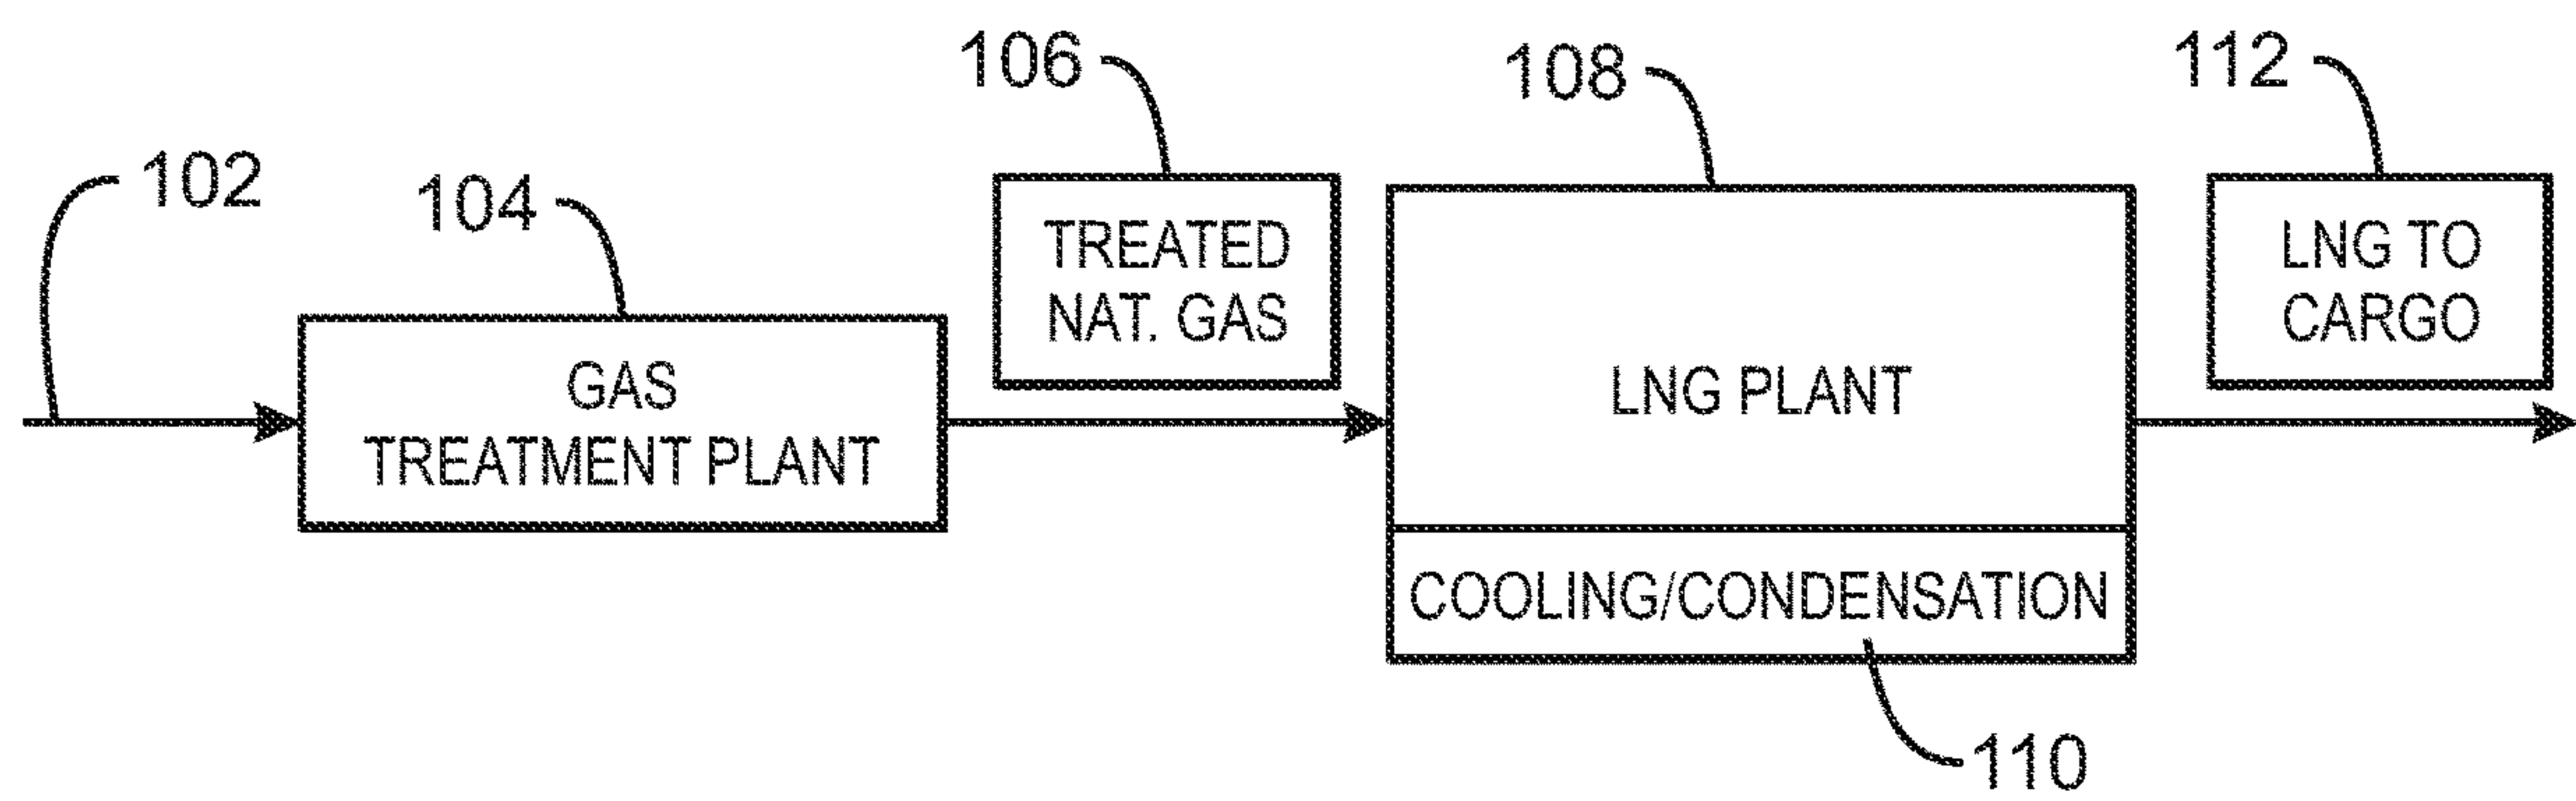 102
104
GAS
TREATMENT PLANT
106
TREATED
NAT. GAS
108
LNG PLANT
COOLING/CONDENSATION
110
112
LNG TO
CARGO